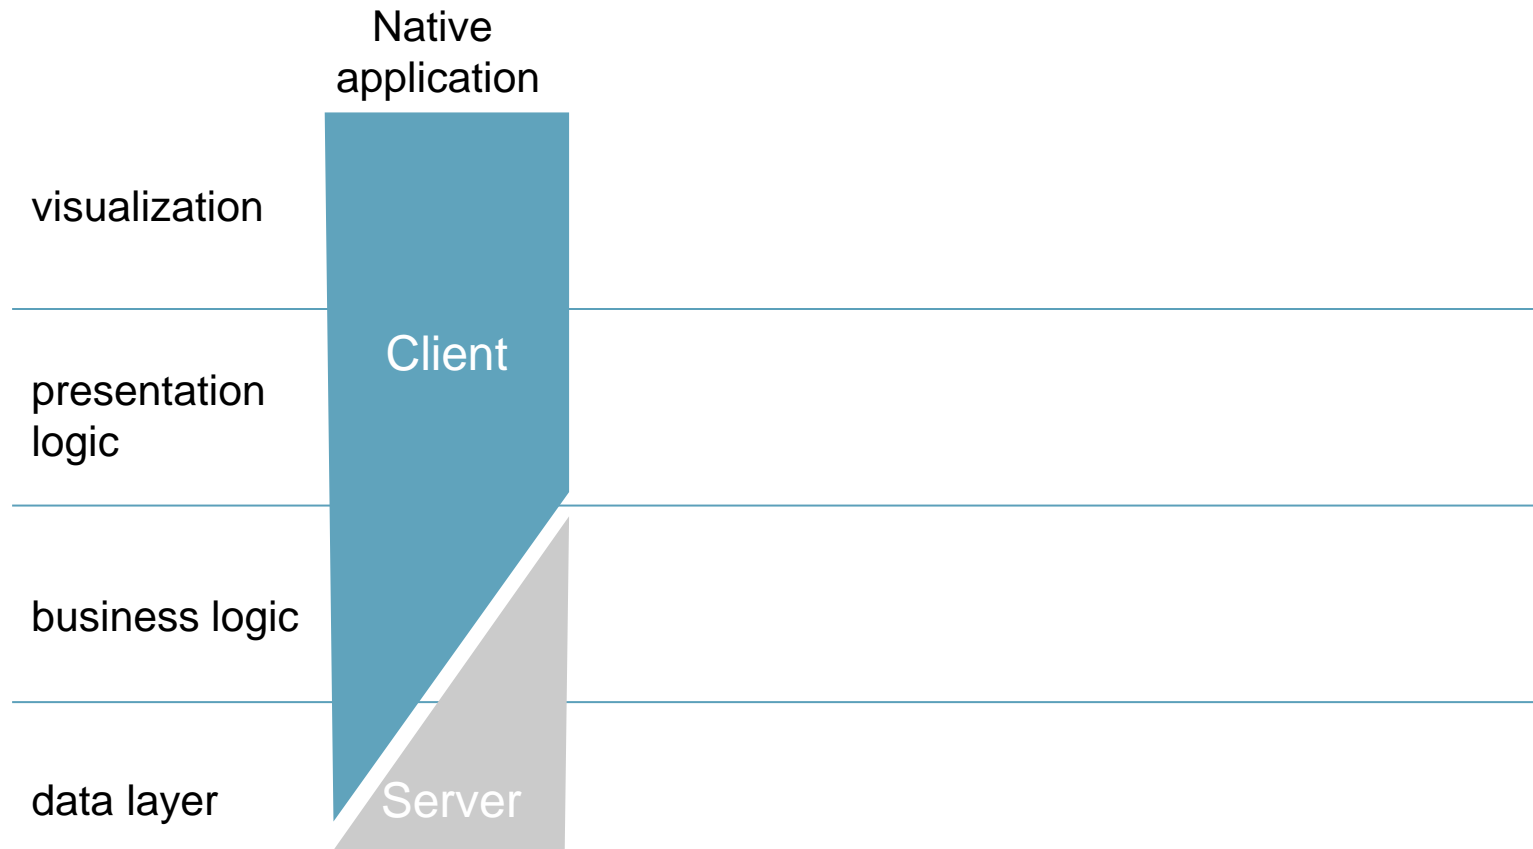 Native
application
visualization
Client
presentation
logic
business logic
data layer
Server